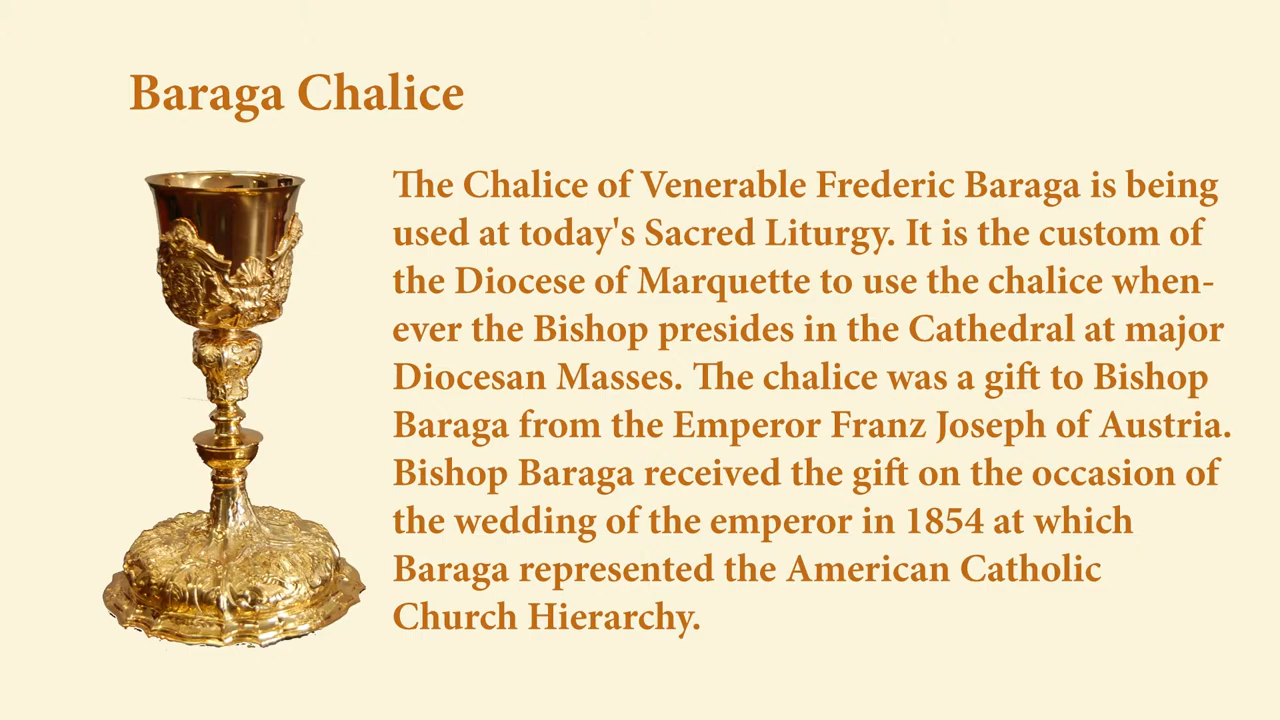 Baraga Chalice
The Chalice of Venerable Frederic Baraga is being
used at today's Sacred Liturgy. It is the custom of
the Diocese of Marquette to use the chalice when-
ever the Bishop presides in the Cathedral at major
Diocesan Masses. The chalice was a gift to Bishop
Baraga from the Emperor Franz Joseph of Austria.
Bishop Baraga received the gift on the occasion of
the wedding of the emperor in 1854 at which
Baraga represented the American Catholic
Church Hierarchy.